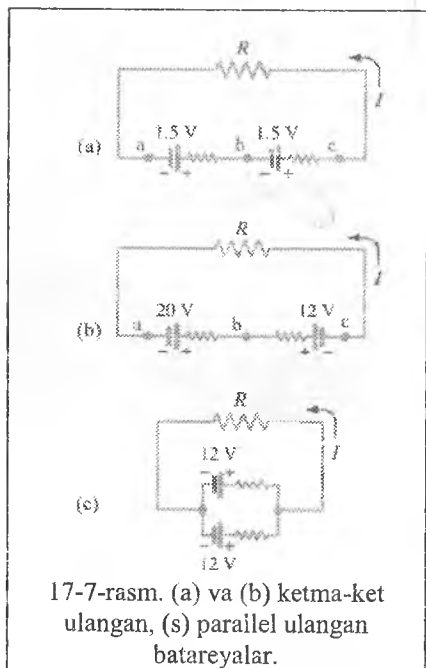 R
I
1.5 V 1.5 V
(a) a b c
− + − +
R
I
20 V 12 V
(b) a b c
− + + −
R
I
12 V
− +
(c)
− +
12 V
17-7-rasm. (a) va (b) ketma-ket
ulangan, (s) parallel ulangan
batareyalar.